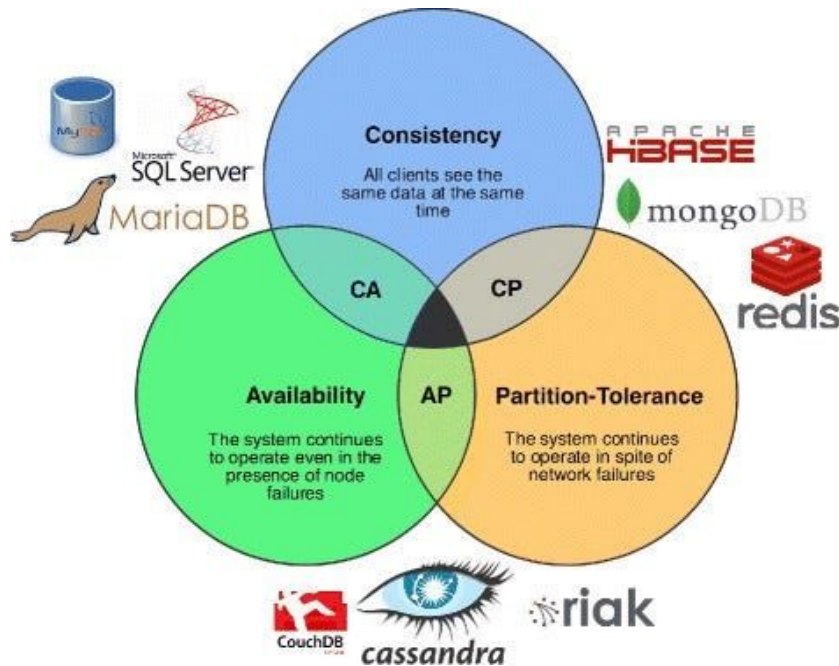 MySQL
Microsoft
SQL Server
MariaDB
Consistency
All clients see the
same data at the same
time
APACHE
HBASE
mongoDB
redis
CA
CP
Availability
The system continues
to operate even in the
presence of node
failures
AP
Partition-Tolerance
The system continues
to operate in spite of
network failures
CouchDB
cassandra
riak